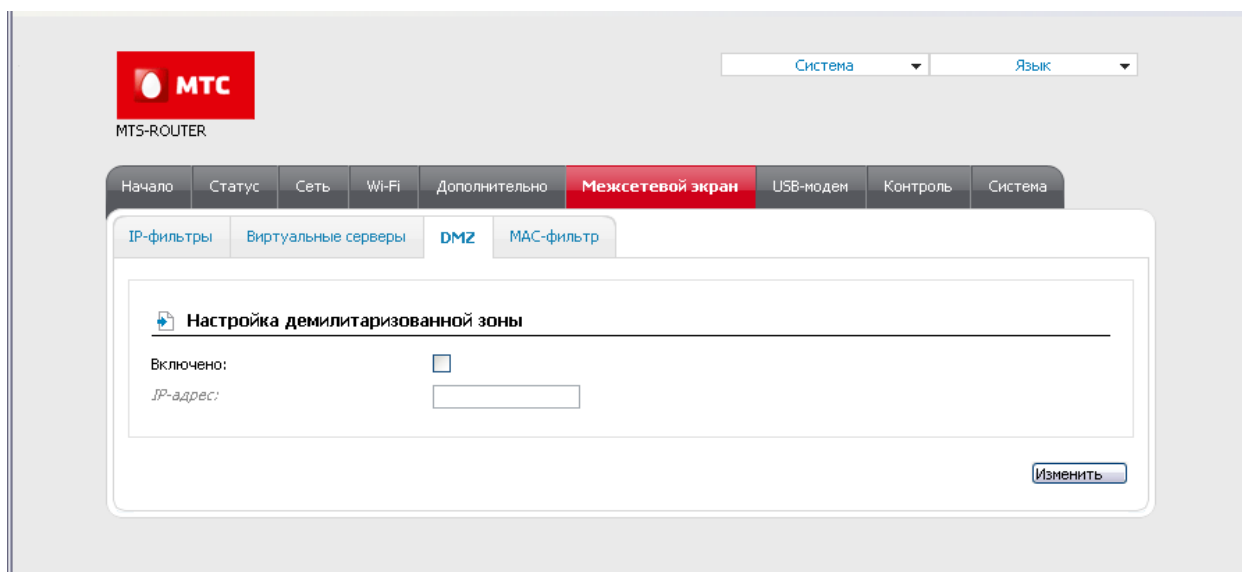 Система
Язык
МТС
MTS-ROUTER
Начало Статус Сеть Wi-Fi Дополнительно Межсетевой экран USB-модем Контроль Система
IP-фильтры Виртуальные серверы DMZ МАС-фильтр
Настройка демилитаризованной зоны
Включено:
IP-адрес:
Изменить